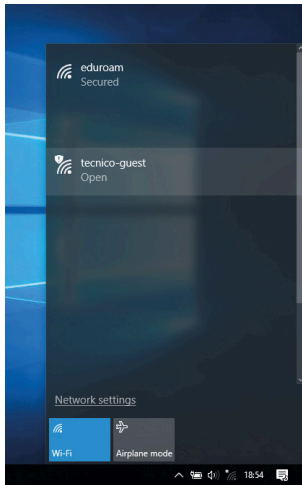 eduroam
Secured
tecnico-guest
Open
Network settings
Wi-Fi
Airplane mode
18:54